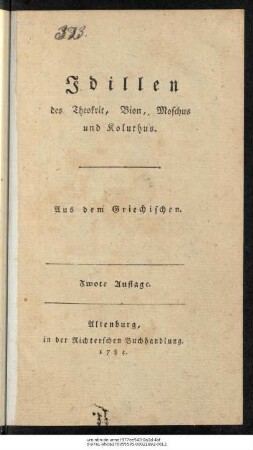 Idillen
des Theokrit, Bion, Moschus
und Koluthus.
Aus dem Griechischen.
Zwote Auflage.
Altenburg,
in der Richterschen Buchhandlung.